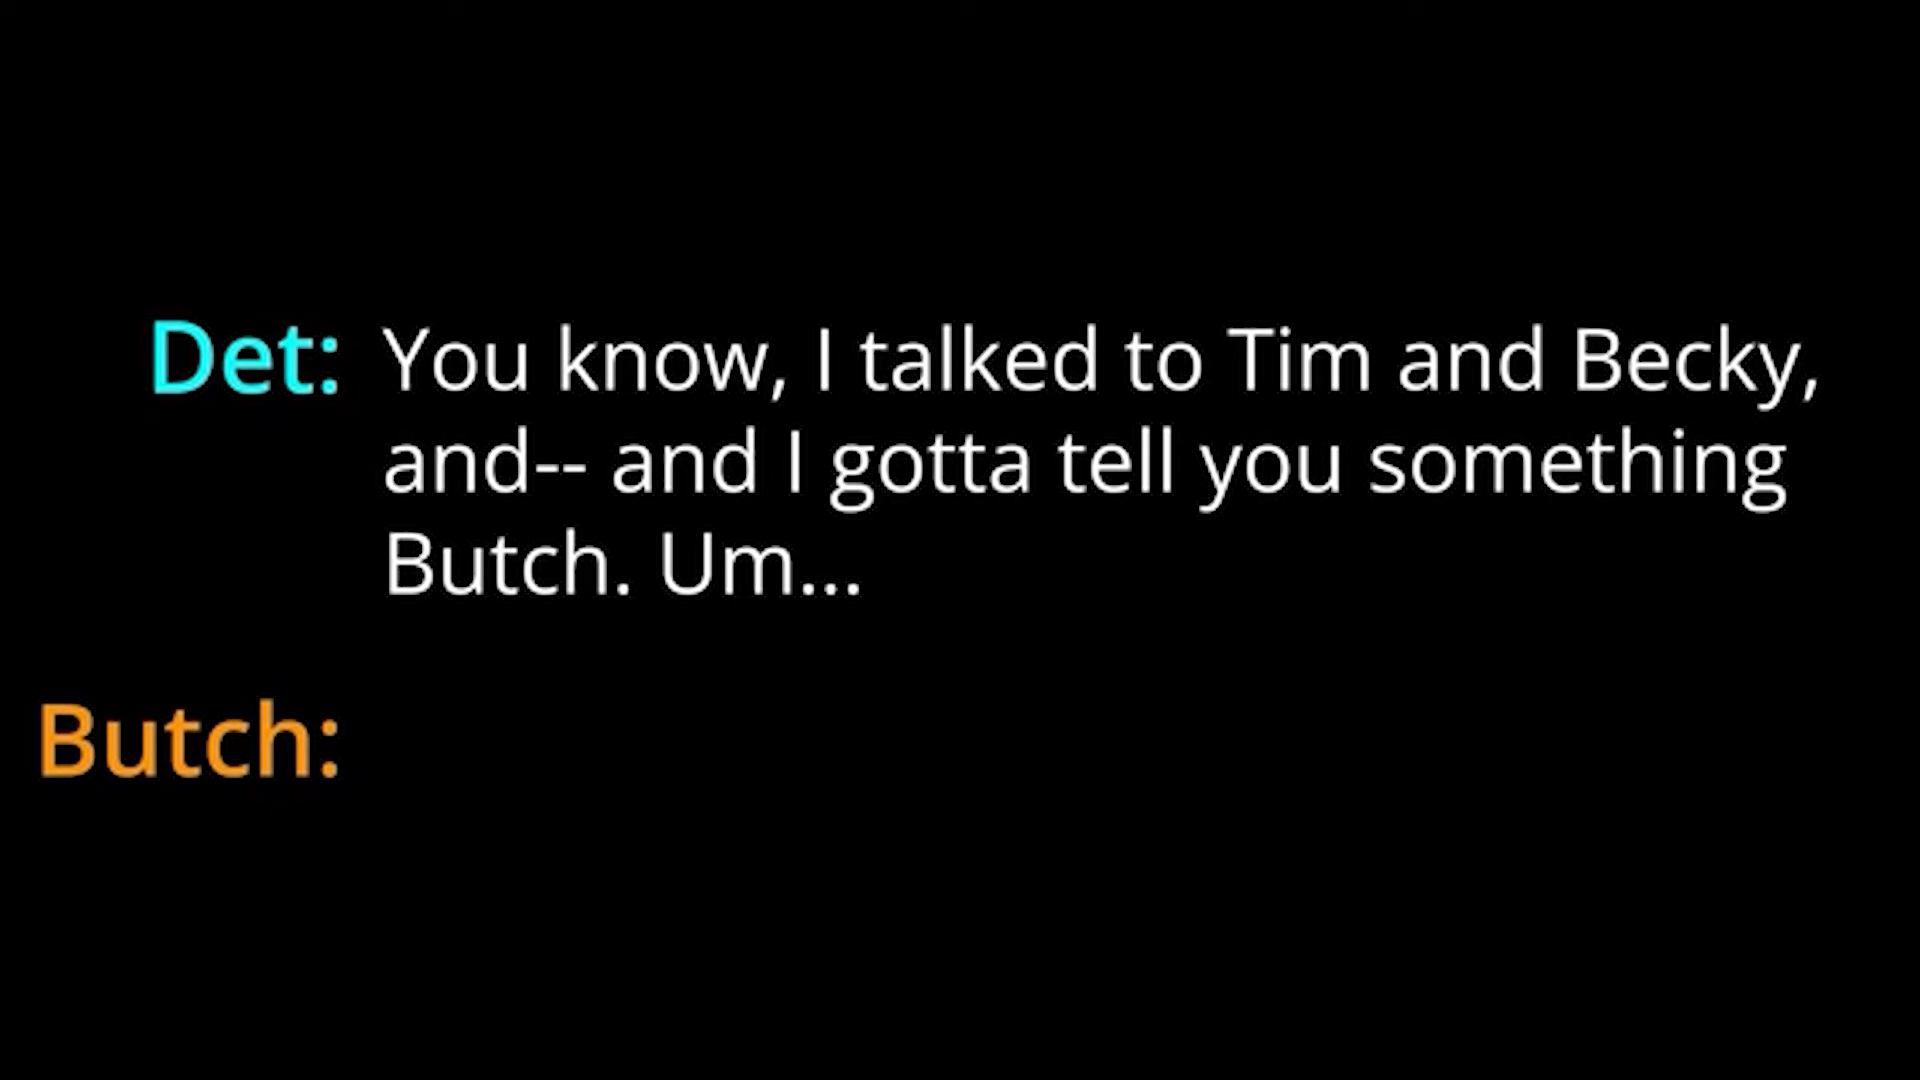 Det: You know, I talked to Tim and Becky,
and-- and I gotta tell you something
Butch. Um...
Butch: